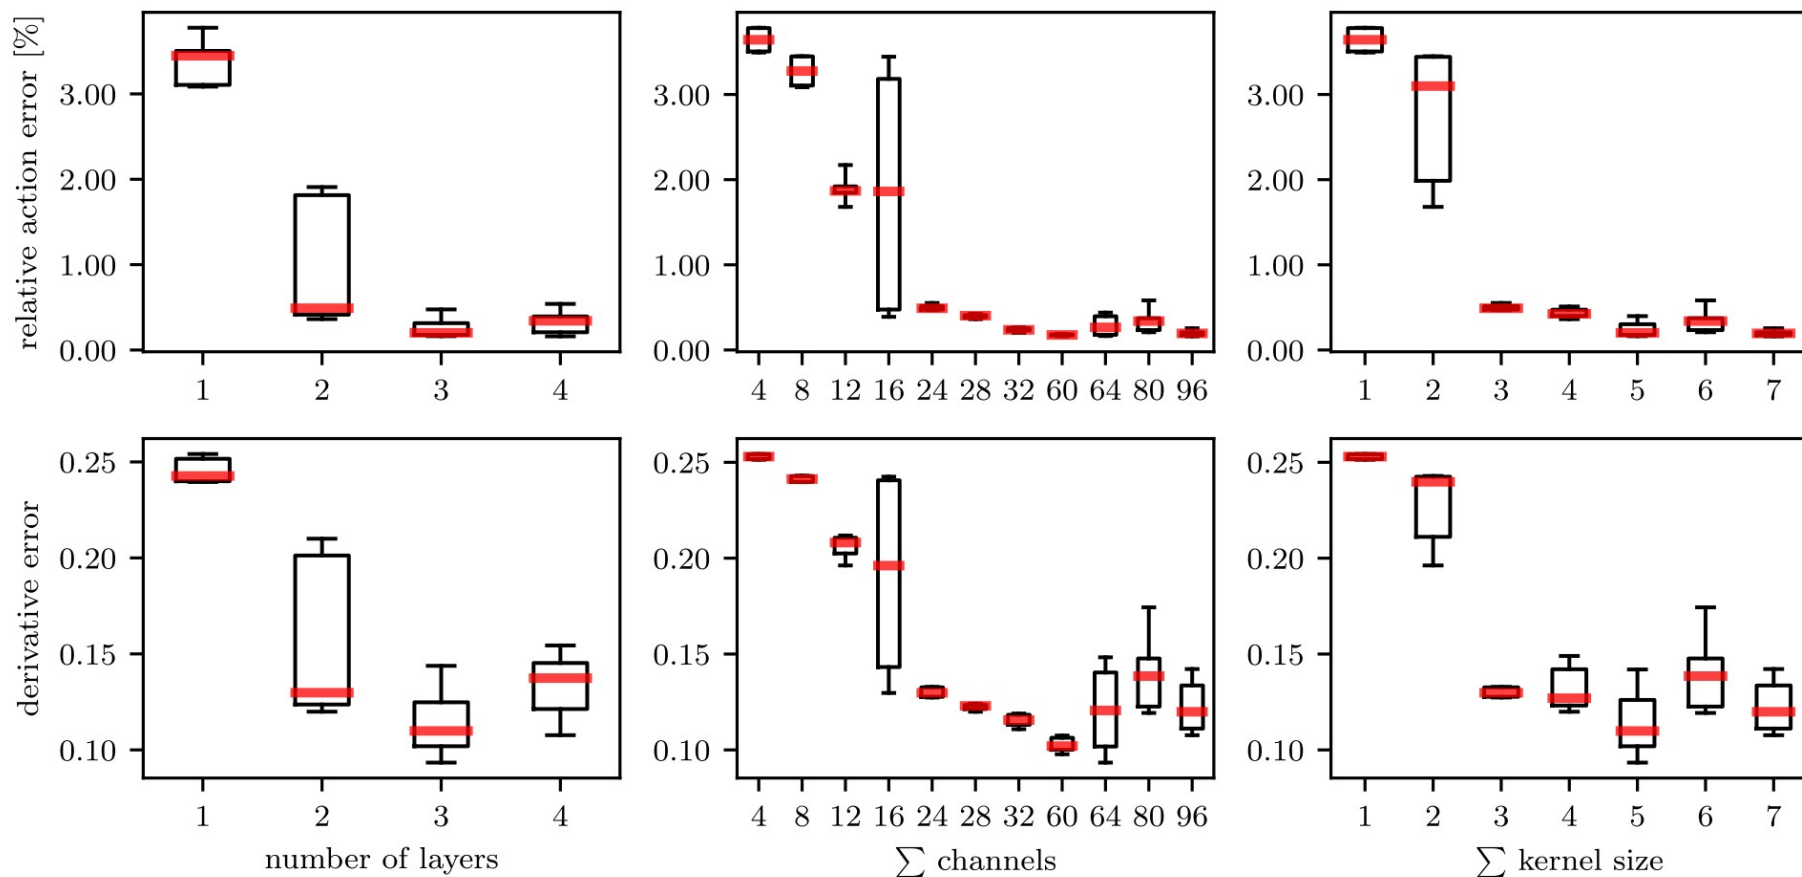 relative action error [%]
3.00
2.00
1.00
0.00
1 2 3 4
3.00
2.00
1.00
0.00
4 8 12 16 24 28 32 60 64 80 96
3.00
2.00
1.00
0.00
1 2 3 4 5 6 7
derivative error
0.25
0.20
0.15
0.10
1 2 3 4
number of layers
0.25
0.20
0.15
0.10
4 8 12 16 24 28 32 60 64 80 96
∑ channels
0.25
0.20
0.15
0.10
1 2 3 4 5 6 7
∑ kernel size